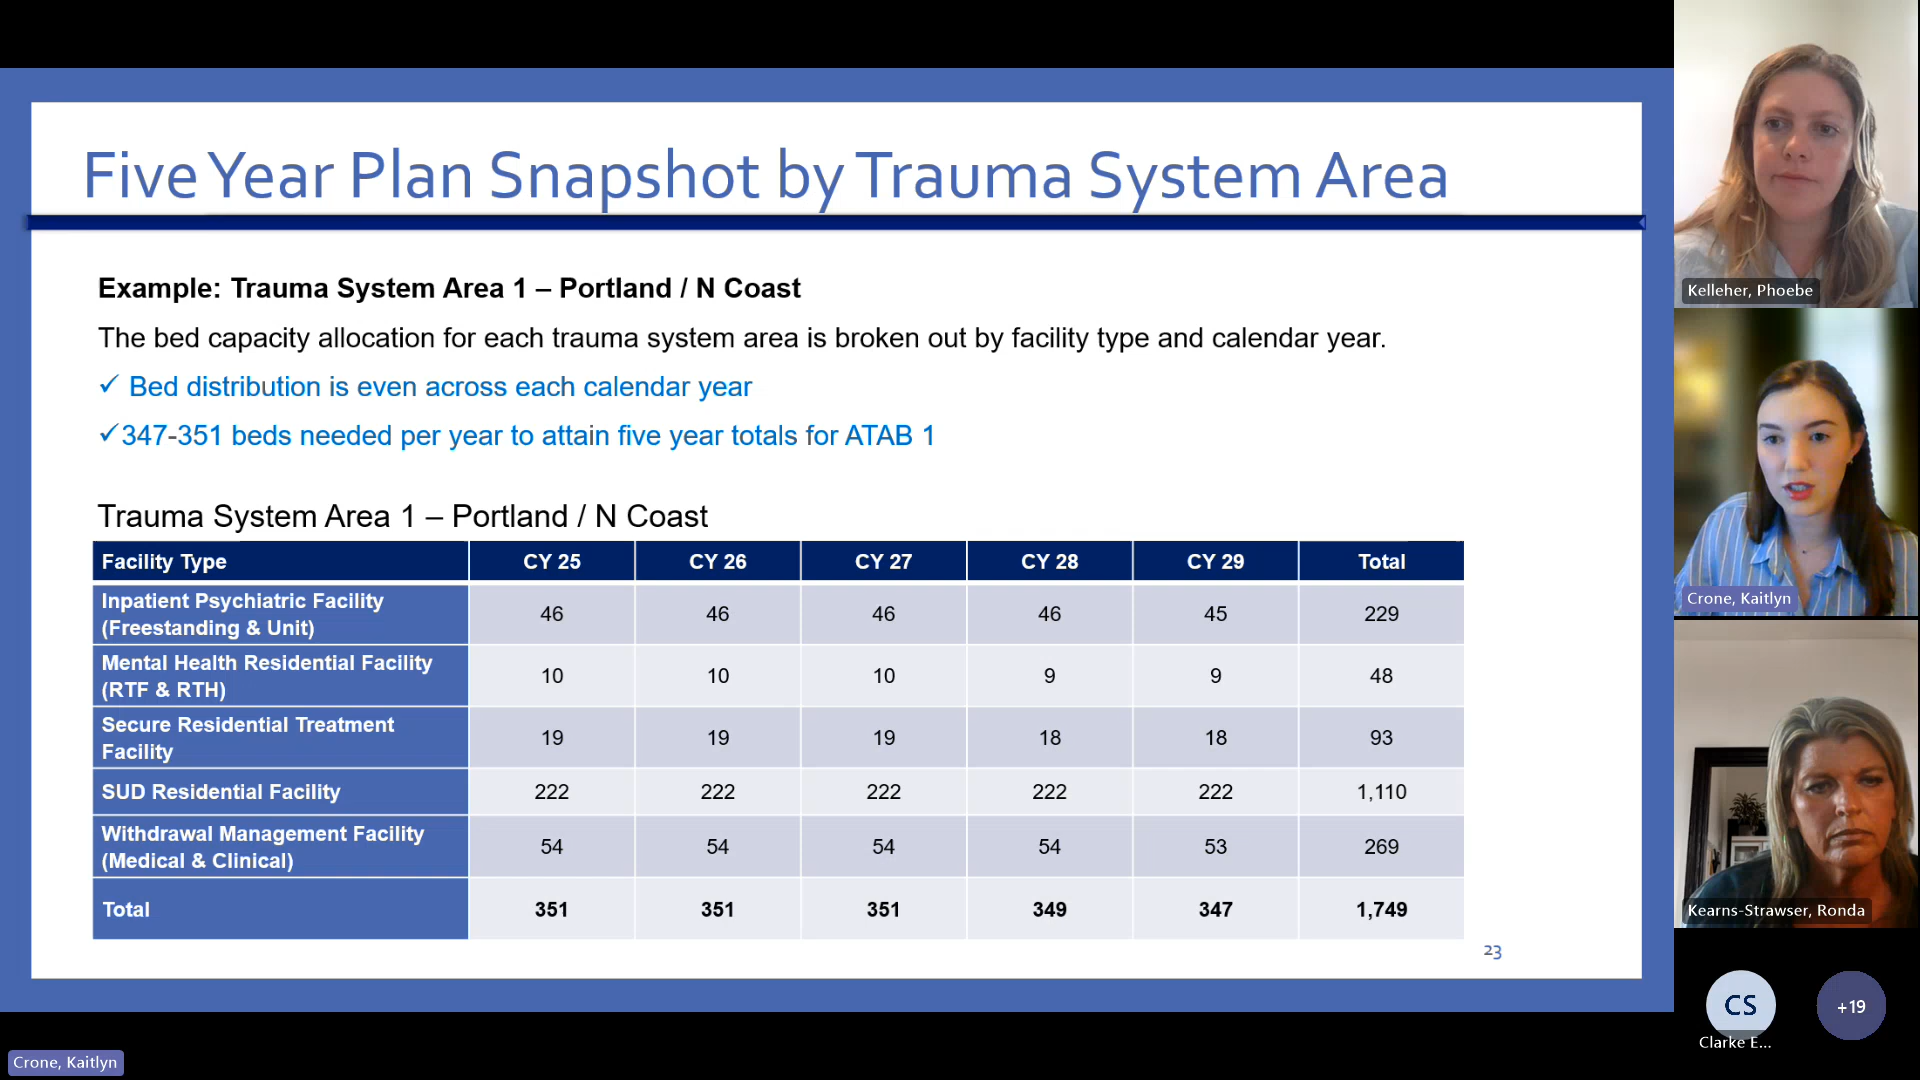 Five Year Plan Snapshot by Trauma System Area
Example: Trauma System Area 1 – Portland / N Coast
The bed capacity allocation for each trauma system area is broken out by facility type and calendar year.
✓ Bed distribution is even across each calendar year
✓347-351 beds needed per year to attain five year totals for ATAB 1
Trauma System Area 1 – Portland / N Coast
Facility Type CY 25 CY 26 CY 27 CY 28 CY 29 Total
Inpatient Psychiatric Facility
(Freestanding & Unit) 46 46 46 46 45 229
Mental Health Residential Facility
(RTF & RTH) 10 10 10 9 9 48
Secure Residential Treatment
Facility 19 19 19 18 18 93
SUD Residential Facility 222 222 222 222 222 1,110
Withdrawal Management Facility
(Medical & Clinical) 54 54 54 54 53 269
Total 351 351 351 349 347 1,749
23
Kelleher, Phoebe
Crone, Kaitlyn
Kearns-Strawser, Ronda
CS
Clarke E...
+19
Crone, Kaitlyn